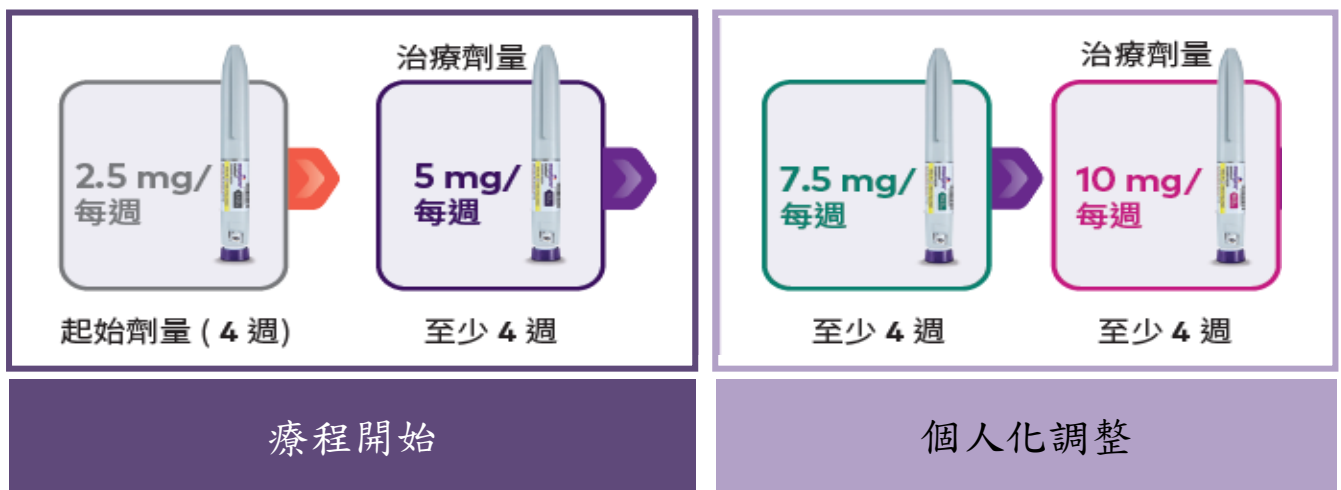 2.5 mg/
每週
起始劑量 ( 4 週)
治療劑量
5 mg/
每週
至少 4 週
療程開始
7.5 mg/
每週
至少 4 週
治療劑量
10 mg/
每週
至少 4 週
個人化調整